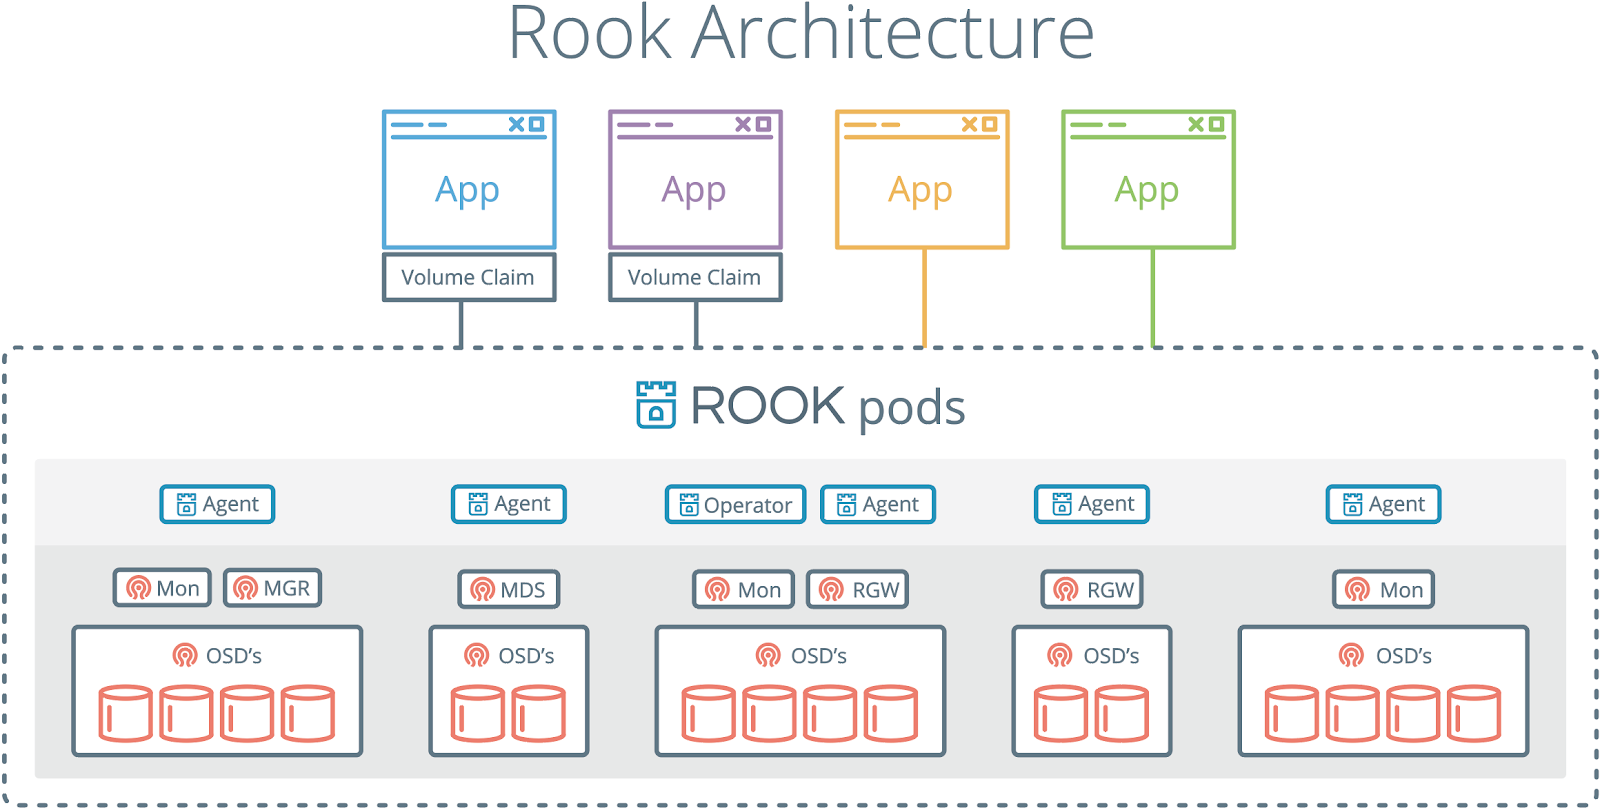 Rook Architecture
App App App App
Volume Claim Volume Claim
ROOK pods
Agent Agent Operator Agent Agent Agent
Mon MGR MDS Mon RGW RGW Mon
OSD’s OSD’s OSD’s OSD’s OSD’s